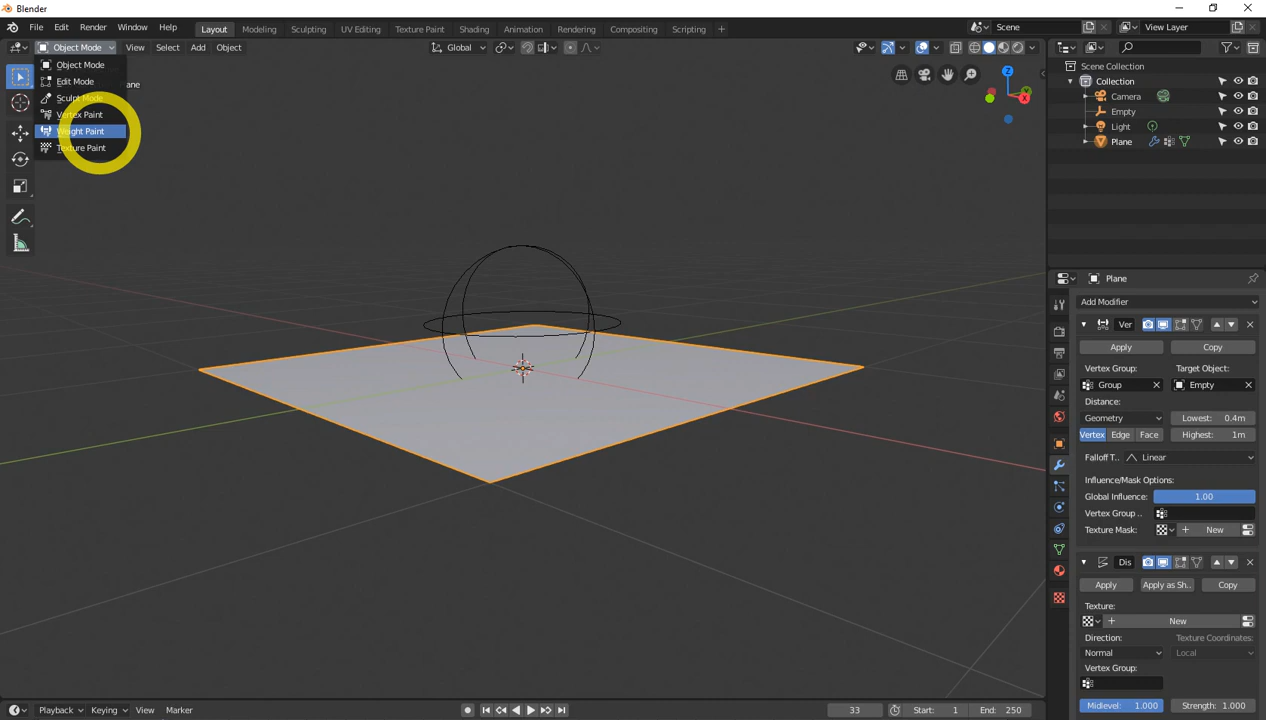 Blender
File Edit Render Window Help Layout Modeling Sculpting UV Editing Texture Paint Shading Animation Rendering Compositing Scripting + Scene View Layer
Object Mode View Select Add Object Global
Object Mode
Edit Mode
Sculpt Mode
Vertex Paint
Weight Paint
Texture Paint
ane
Z
X
Scene Collection
Collection
Camera
Empty
Light
Plane
Plane
Add Modifier
Ver
Apply Copy
Vertex Group: Target Object:
Group Empty
Distance:
Geometry Lowest: 0.4m
Vertex Edge Face Highest: 1m
Falloff T.. Linear
Influence/Mask Options:
Global Influence: 1.00
Vertex Group ..
Texture Mask: + New
Dis
Apply Apply as Sh.. Copy
Texture:
+ New
Direction: Texture Coordinates:
Normal Local
Vertex Group:
Midlevel: 1.000 Strength: 1.000
Playback Keying View Marker 33 Start: 1 End: 250